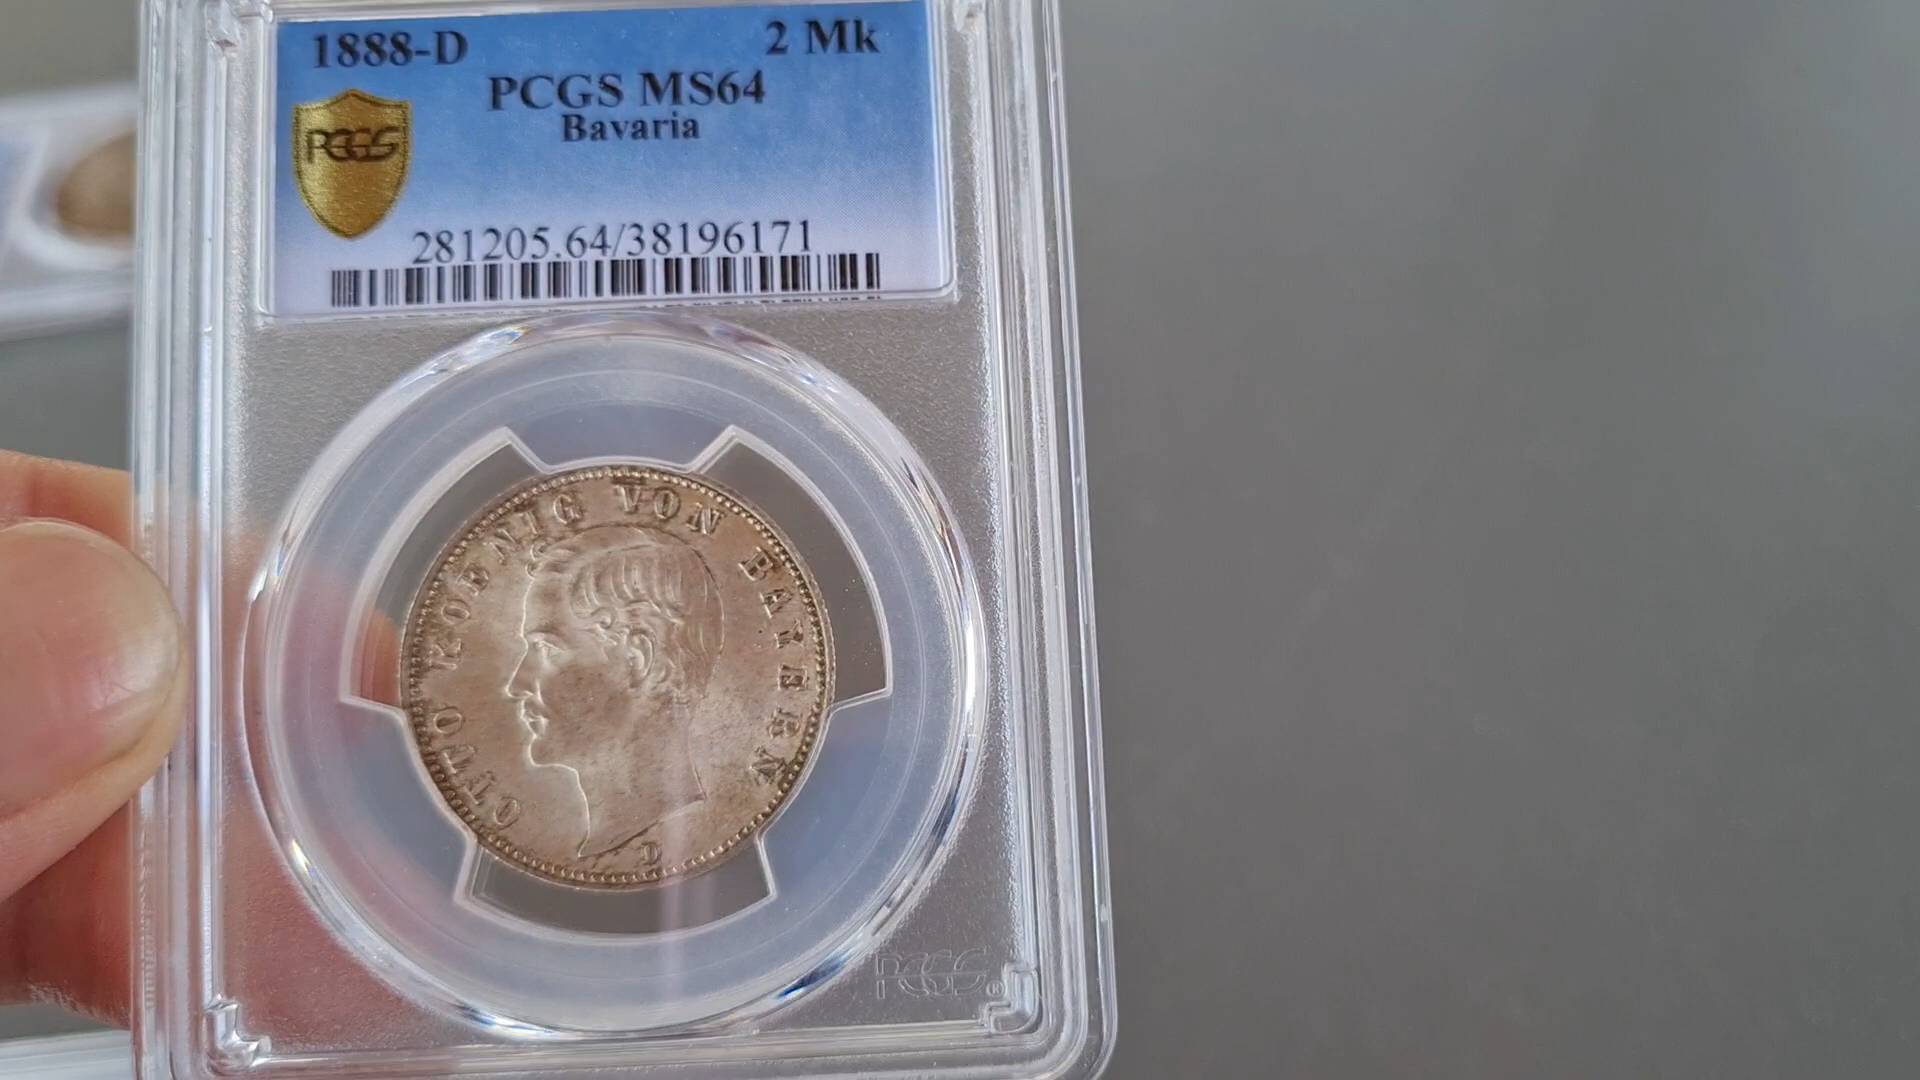 1888-D 2 Mk
PCGS MS64
Bavaria
PCGS
281205.64/38196171
OTTO KOENIG VON BAYERN
D
PCGS ®